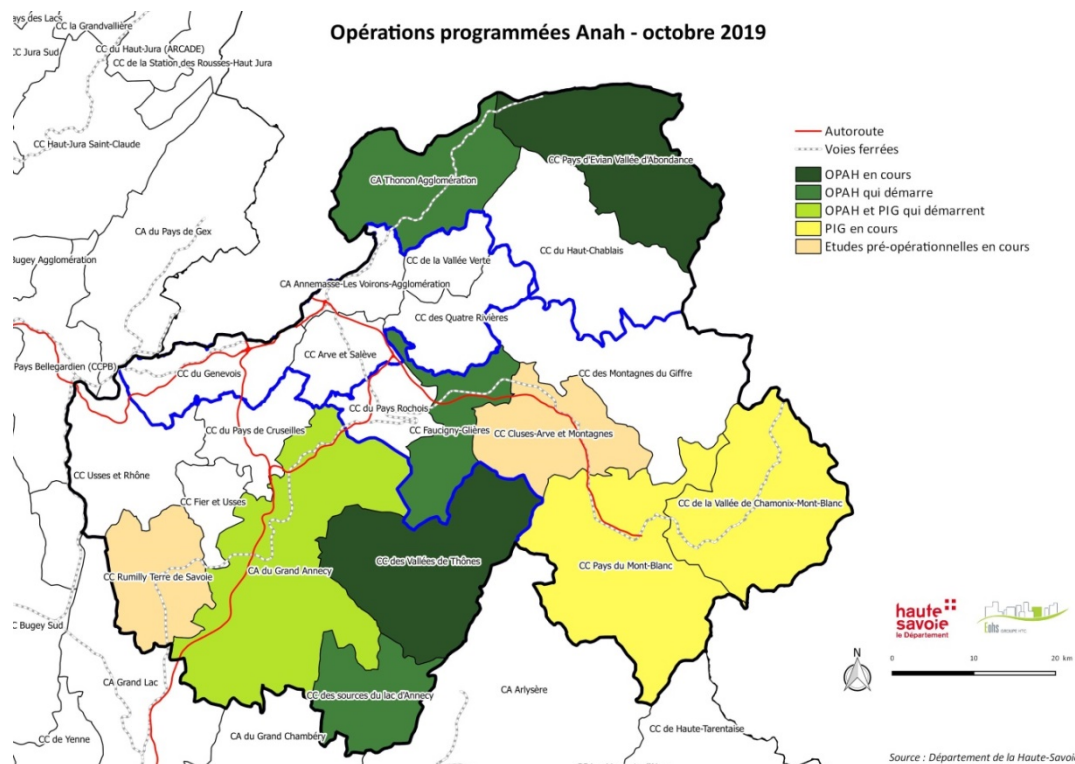 Opérations programmées Anah - octobre 2019
CC la Grandvallière
CC Jura Sud
CC du Haut-Jura (ARCADE)
CC de la Station des Rousses-Haut Jura
CC Haut-Jura Saint-Claude
Autoroute
Voies ferrées
OPAH en cours
OPAH qui démarre
OPAH et PIG qui démarrent
PIG en cours
Etudes pré-opérationnelles en cours
CC Pays d'Evian Vallée d'Abondance
CA Thonon Agglomération
CA du Pays de Gex
Bugey Agglomération
CC du Haut-Chablais
CC de la Vallée Verte
CA Annemasse-Les Voirons-Agglomération
CC des Quatre Rivières
CC Arve et Salève
Pays Bellegardien (CCPB)
CC du Genevois
CC des Montagnes du Giffre
CC du Pays Rochois
CC du Pays de Cruseilles
CC Faucigny-Glières
CC Cluses-Arve et Montagnes
CC Usses et Rhône
CC Fier et Usses
CC de la Vallée de Chamonix-Mont-Blanc
CC des Vallées de Thônes
CC Pays du Mont-Blanc
CA du Grand Annecy
CC Rumilly Terre de Savoie
CC Bugey Sud
haute
savoie
le Département
GROUPE HTC
N
0 10 20 km
CA Grand Lac
CC des sources du lac d'Annecy
CA Arlysère
CC de Haute-Tarentaise
CC de Yenne
CA du Grand Chambéry
Source : Département de la Haute-Savoie